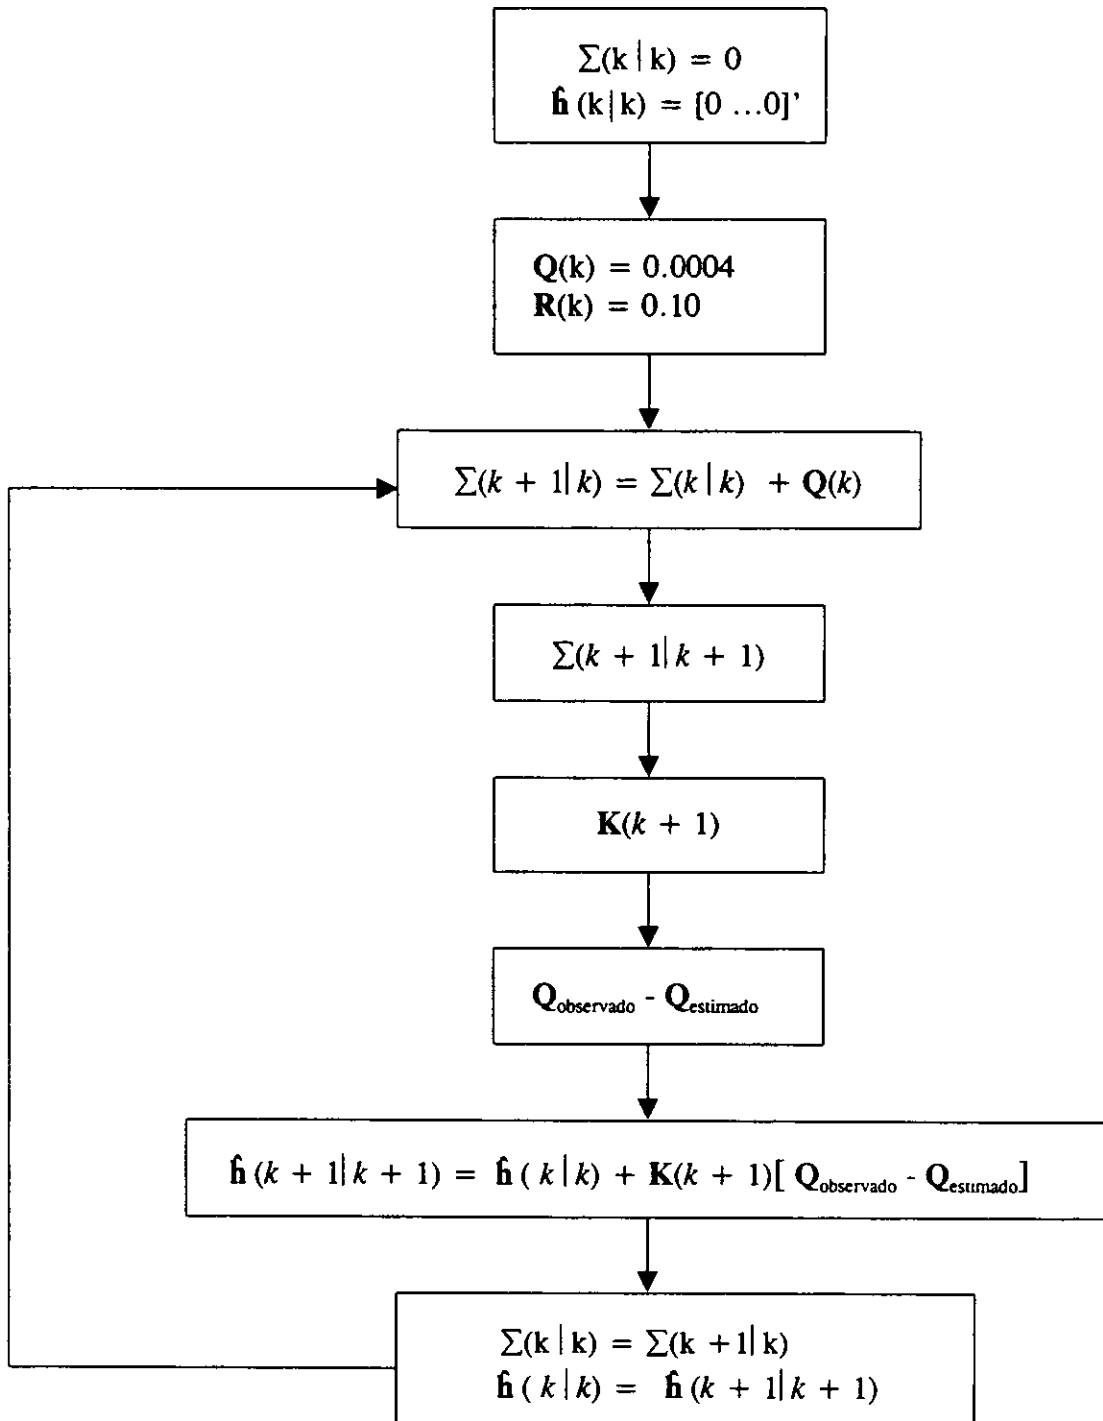 ∑(k|k) = 0
ĥ (k|k) = [0 ...0]'
Q(k) = 0.0004
R(k) = 0.10
∑(k + 1|k) = ∑(k|k) + Q(k)
∑(k + 1|k + 1)
K(k + 1)
Qobservado - Qestimado
ĥ (k + 1|k + 1) = ĥ ( k|k) + K(k + 1)[ Qobservado - Qestimado]
∑(k|k) = ∑(k +1|k)
ĥ ( k|k) = ĥ (k + 1|k + 1)